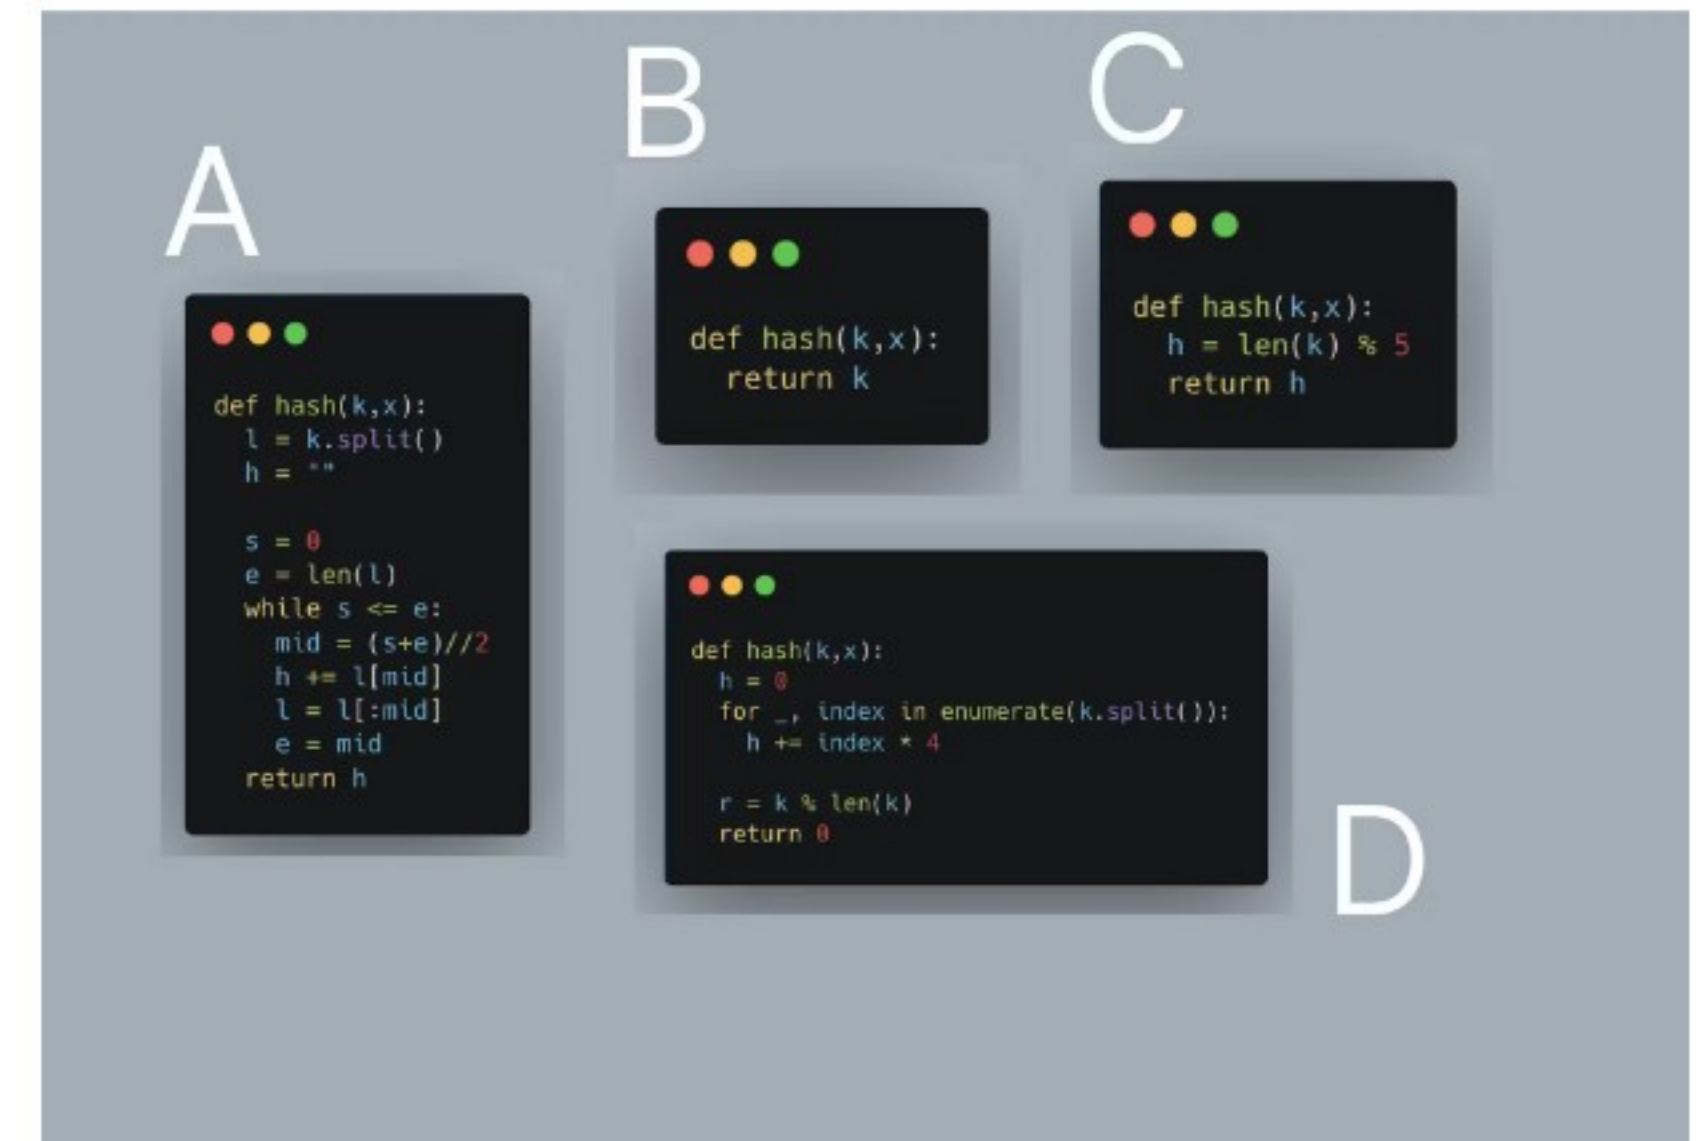 A
def hash(k,x):
l = k.split()
h = ""
s = 0
e = len(l)
while s <= e:
mid = (s+e)//2
h += l[mid]
l = l[:mid]
e = mid
return h
B
def hash(k,x):
return k
C
def hash(k,x):
h = len(k) % 5
return h
def hash(k,x):
h = 0
for _, index in enumerate(k.split()):
h += index * 4
r = k % len(k)
return 0
D